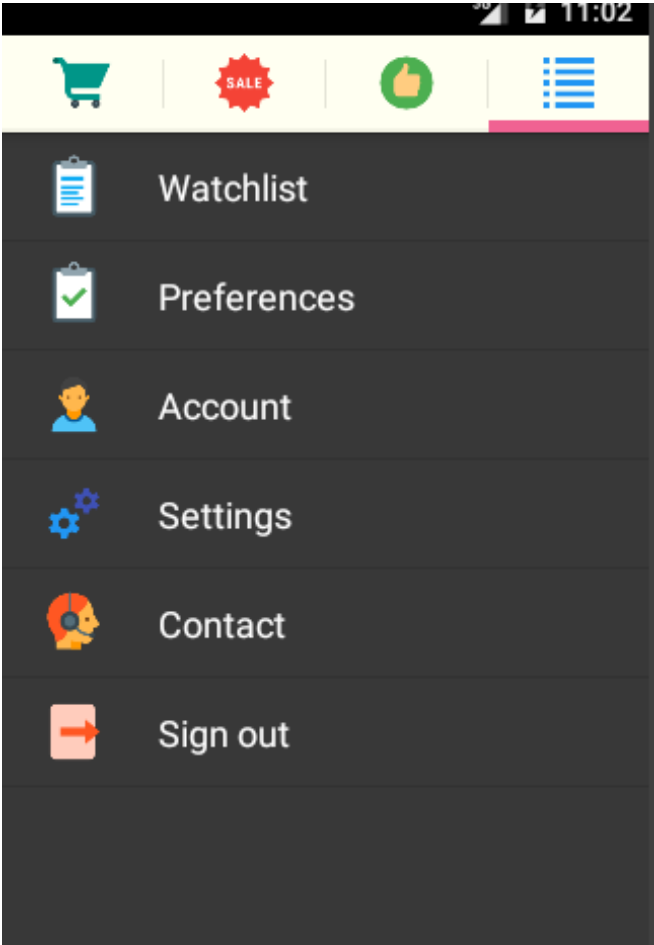 11:02
SALE
Watchlist
Preferences
Account
Settings
Contact
Sign out